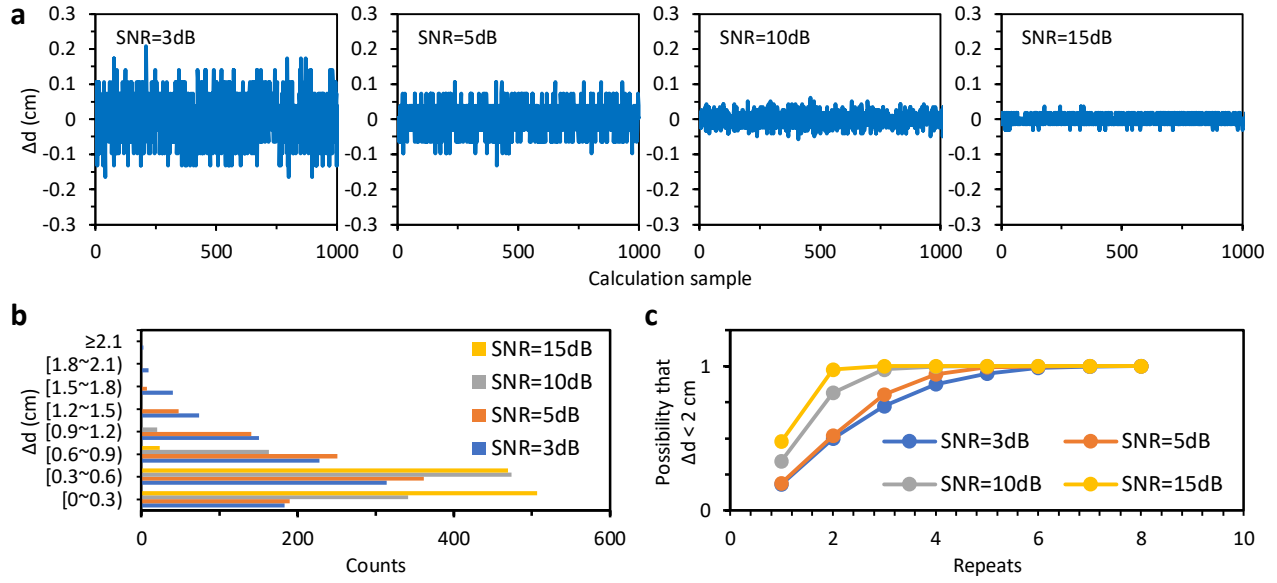 a
SNR=3dB
SNR=5dB
SNR=10dB
SNR=15dB
Δd (cm)
0.3
0.2
0.1
0
-0.1
-0.2
-0.3
0 500 1000
0.3
0.2
0.1
0
-0.1
-0.2
-0.3
0 500 1000
0.3
0.2
0.1
0
-0.1
-0.2
-0.3
0 500 1000
0.3
0.2
0.1
0
-0.1
-0.2
-0.3
0 500 1000
Calculation sample
b
Δd (cm)
≥2.1
[1.8~2.1)
[1.5~1.8)
[1.2~1.5)
[0.9~1.2)
[0.6~0.9)
[0.3~0.6)
[0~0.3)
SNR=15dB
SNR=10dB
SNR=5dB
SNR=3dB
0 200 400 600
Counts
c
Possibility that
Δd < 2 cm
1
0
SNR=3dB
SNR=5dB
SNR=10dB
SNR=15dB
0 2 4 6 8 10
Repeats